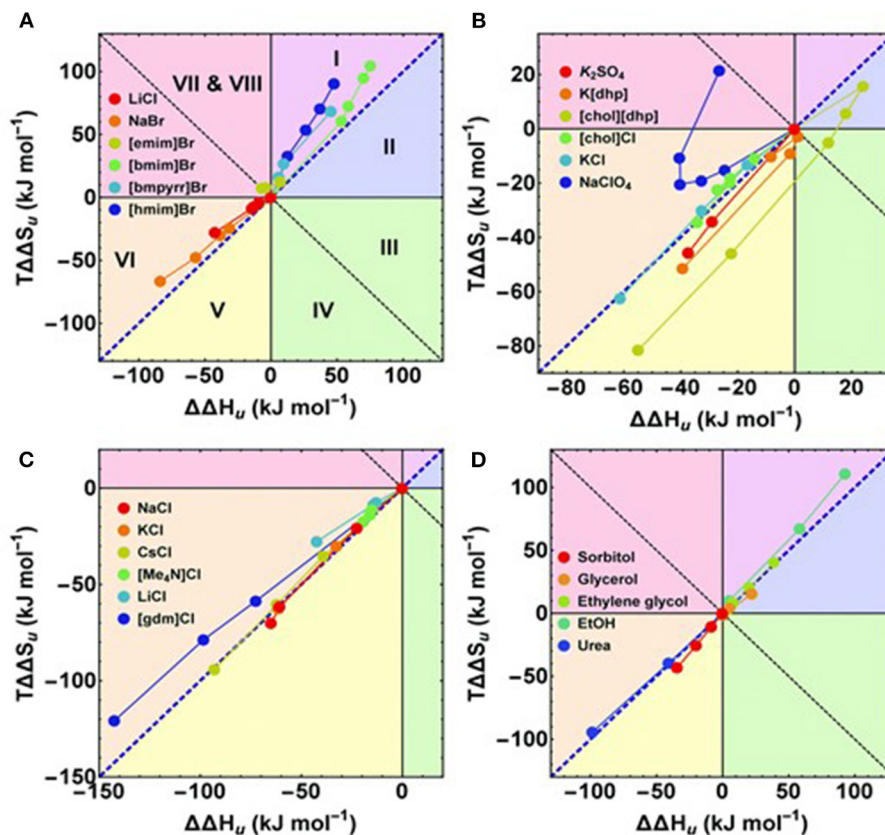 A
TΔΔSᵤ (kJ mol⁻¹)
100
50
0
−50
−100
VII & VIII
I
II
III
IV
V
VI
LiCl
NaBr
[emim]Br
[bmim]Br
[bmpyrr]Br
[hmim]Br
−100 −50 0 50 100
ΔΔHᵤ (kJ mol⁻¹)
B
TΔΔSᵤ (kJ mol⁻¹)
20
0
−20
−40
−60
−80
K₂SO₄
K[dhp]
[chol][dhp]
[chol]Cl
KCl
NaClO₄
−80 −60 −40 −20 0 20
ΔΔHᵤ (kJ mol⁻¹)
C
TΔΔSᵤ (kJ mol⁻¹)
0
−50
−100
−150
NaCl
KCl
CsCl
[Me₄N]Cl
LiCl
[gdm]Cl
−150 −100 −50 0
ΔΔHᵤ (kJ mol⁻¹)
D
TΔΔSᵤ (kJ mol⁻¹)
100
50
0
−50
−100
Sorbitol
Glycerol
Ethylene glycol
EtOH
Urea
−100 −50 0 50 100
ΔΔHᵤ (kJ mol⁻¹)